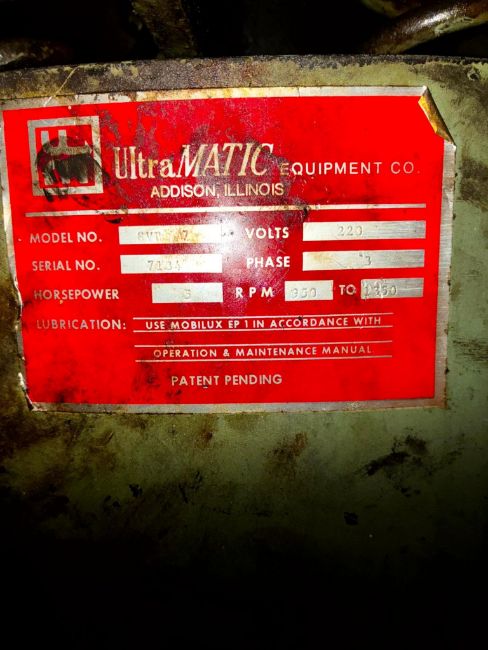 UltraMATIC EQUIPMENT CO.
ADDISON, ILLINOIS
MODEL NO. 7 VOLTS 220
SERIAL NO. PHASE 3
HORSEPOWER RPM TO
LUBRICATION: USE MOBILUX EP 1 IN ACCORDANCE WITH
OPERATION & MAINTENANCE MANUAL
PATENT PENDING